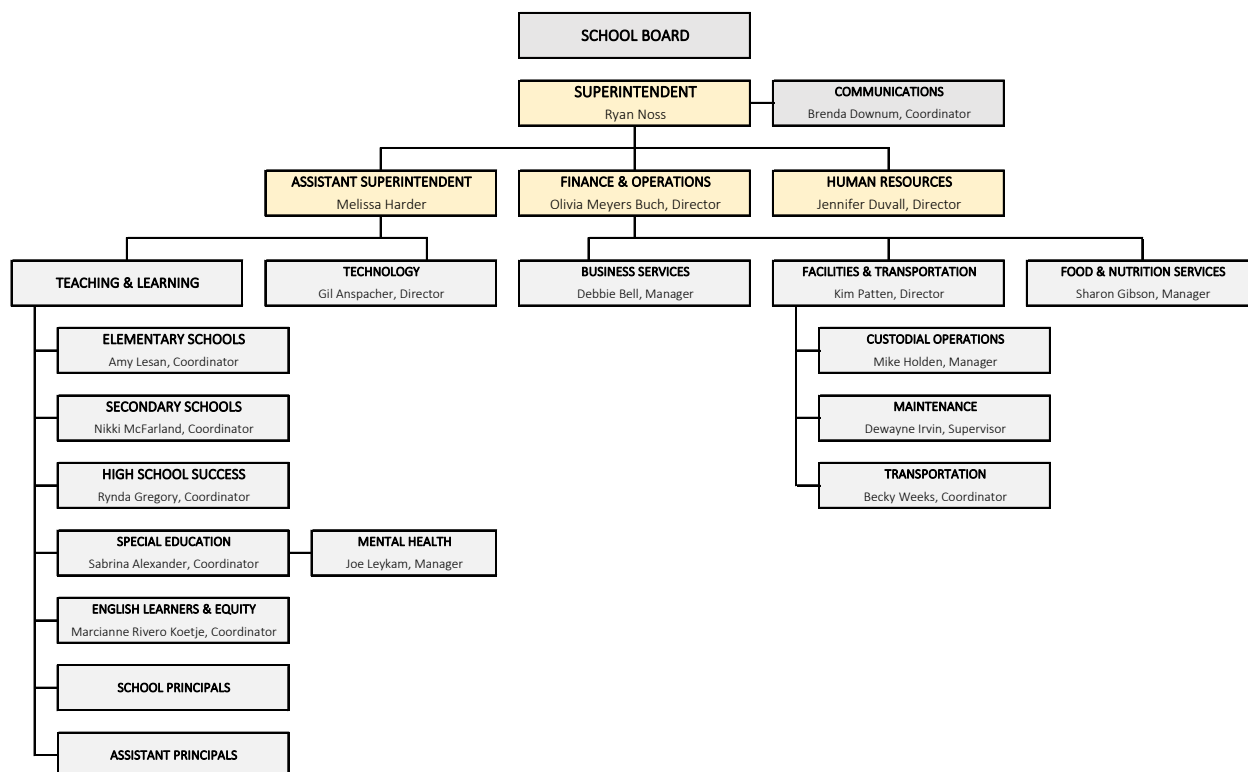 SCHOOL BOARD
SUPERINTENDENT
Ryan Noss
COMMUNICATIONS
Brenda Downum, Coordinator
ASSISTANT SUPERINTENDENT
Melissa Harder
FINANCE & OPERATIONS
Olivia Meyers Buch, Director
HUMAN RESOURCES
Jennifer Duvall, Director
TEACHING & LEARNING
TECHNOLOGY
Gil Anspacher, Director
BUSINESS SERVICES
Debbie Bell, Manager
FACILITIES & TRANSPORTATION
Kim Patten, Director
FOOD & NUTRITION SERVICES
Sharon Gibson, Manager
ELEMENTARY SCHOOLS
Amy Lesan, Coordinator
CUSTODIAL OPERATIONS
Mike Holden, Manager
SECONDARY SCHOOLS
Nikki McFarland, Coordinator
MAINTENANCE
Dewayne Irvin, Supervisor
HIGH SCHOOL SUCCESS
Rynda Gregory, Coordinator
TRANSPORTATION
Becky Weeks, Coordinator
SPECIAL EDUCATION
Sabrina Alexander, Coordinator
MENTAL HEALTH
Joe Leykam, Manager
ENGLISH LEARNERS & EQUITY
Marcianne Rivero Koetje, Coordinator
SCHOOL PRINCIPALS
ASSISTANT PRINCIPALS